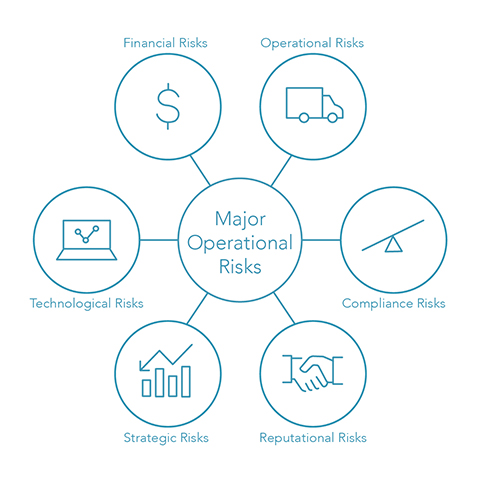 Financial Risks
Operational Risks
$
Major
Operational
Risks
Technological Risks
Compliance Risks
Strategic Risks
Reputational Risks